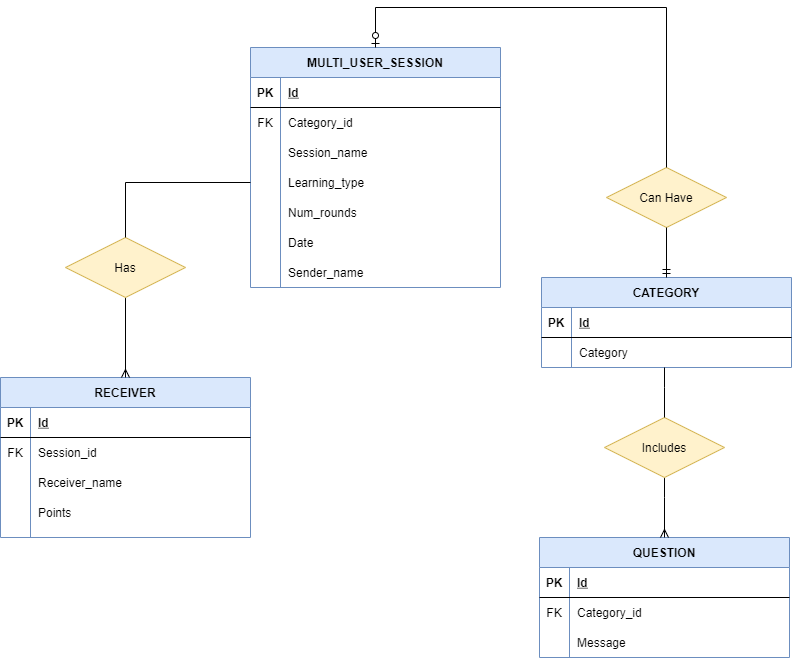 MULTI_USER_SESSION
PK Id
FK Category_id
Session_name
Learning_type
Num_rounds
Date
Sender_name
Can Have
Has
CATEGORY
PK Id
Category
RECEIVER
PK Id
FK Session_id
Receiver_name
Points
Includes
QUESTION
PK Id
FK Category_id
Message